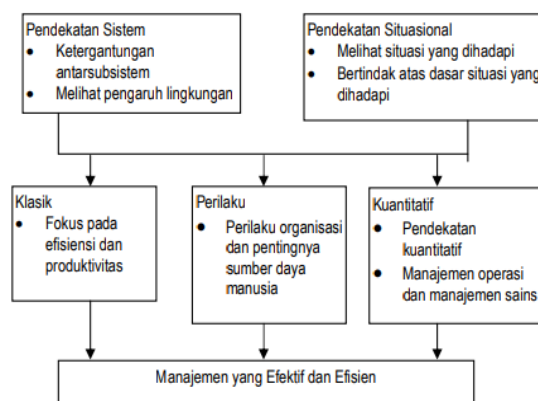 Pendekatan Sistem
• Ketergantungan
antarsubsistem
• Melihat pengaruh lingkungan
Pendekatan Situasional
• Melihat situasi yang dihadapi
• Bertindak atas dasar situasi yang
dihadapi
Klasik
• Fokus pada
efisiensi dan
produktivitas
Perilaku
• Perilaku organisasi
dan pentingnya
sumber daya
manusia
Kuantitatif
• Pendekatan
kuantitatif
• Manajemen operasi
dan manajemen sains
Manajemen yang Efektif dan Efisien